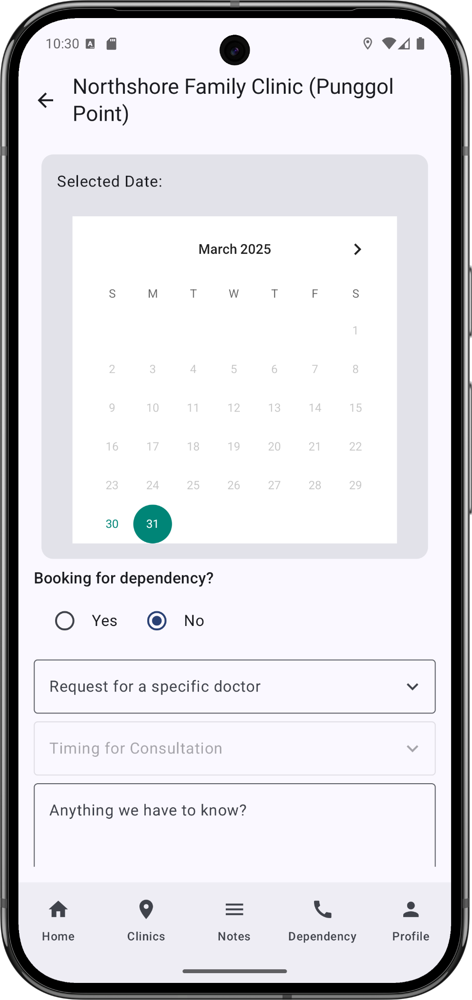 10:30
Northshore Family Clinic (Punggol
Point)
Selected Date:
March 2025
S M T W T F S
1
2 3 4 5 6 7 8
9 10 11 12 13 14 15
16 17 18 19 20 21 22
23 24 25 26 27 28 29
30 31
Booking for dependency?
Yes No
Request for a specific doctor
Timing for Consultation
Anything we have to know?
Home Clinics Notes Dependency Profile